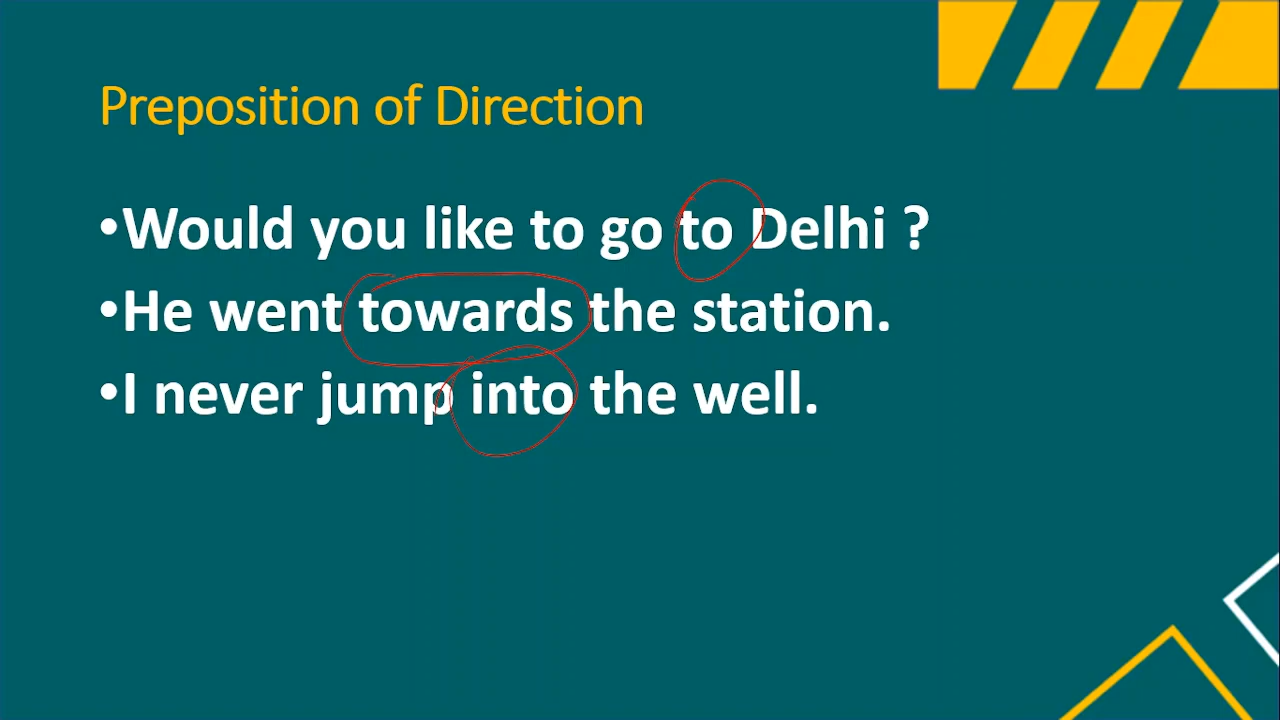 Preposition of Direction
•Would you like to go to Delhi ?
•He went towards the station.
•I never jump into the well.